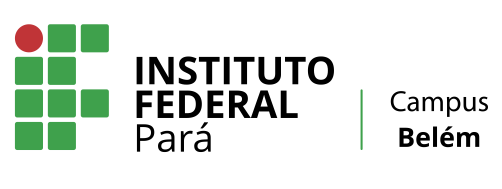 INSTITUTO
FEDERAL
Pará
Campus
Belém